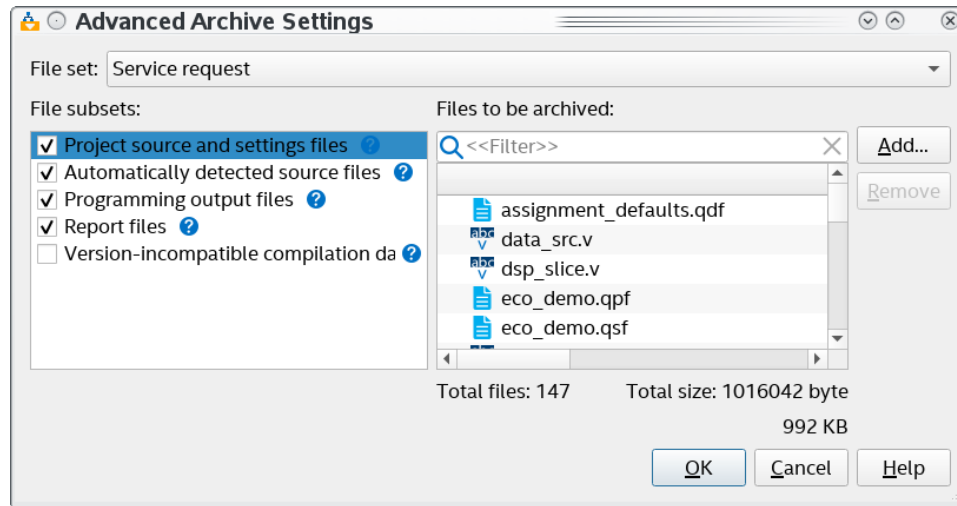 Advanced Archive Settings
File set: Service request
File subsets:
Project source and settings files ?
Automatically detected source files ?
Programming output files ?
Report files ?
Version-incompatible compilation da ?
Files to be archived:
<<Filter>>
assignment_defaults.qdf
abc V data_src.v
abc V dsp_slice.v
eco_demo.qpf
eco_demo.qsf
Total files: 147 Total size: 1016042 byte
992 KB
Add...
Remove
OK Cancel Help